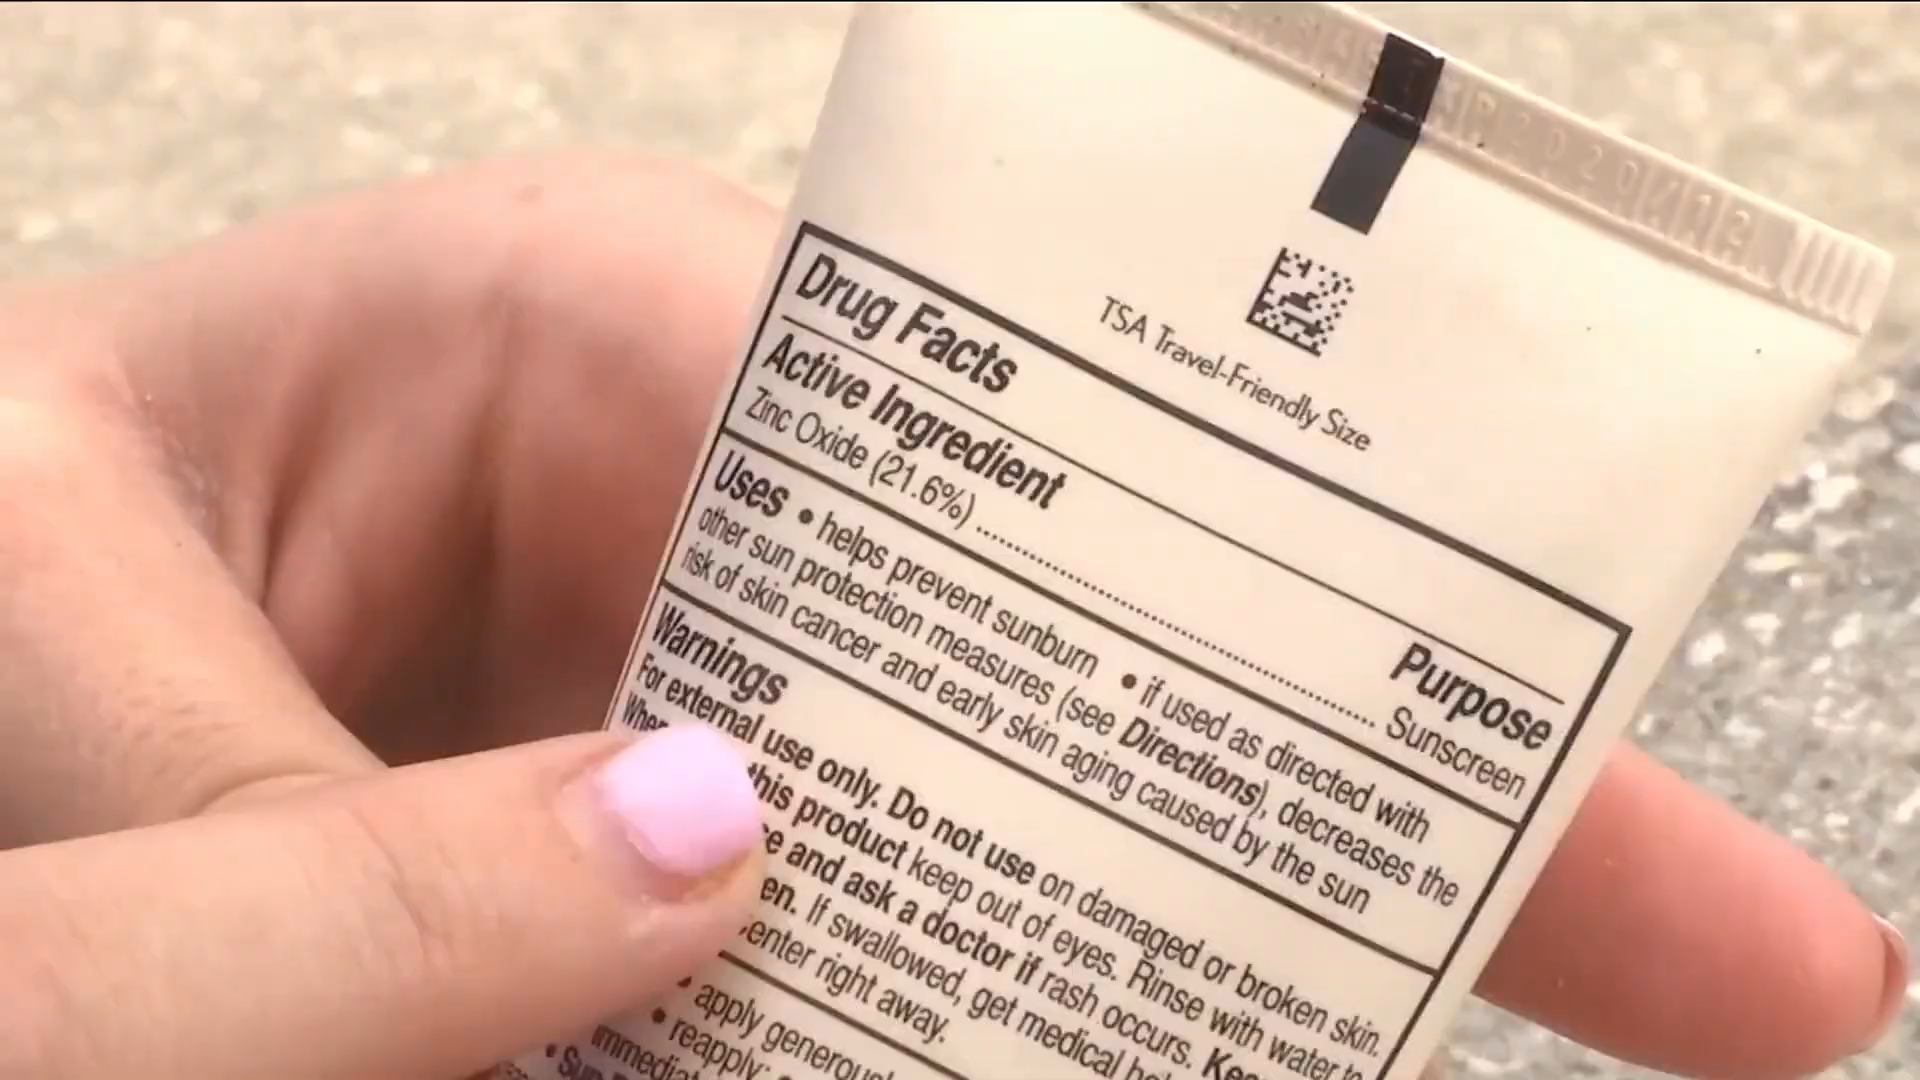 TSA Travel-Friendly Size
Drug Facts
Active Ingredient Purpose
Zinc Oxide (21.6%) ........................................ Sunscreen
Uses • helps prevent sunburn • if used as directed with
other sun protection measures (see Directions), decreases the
risk of skin cancer and early skin aging caused by the sun
Warnings
For external use only. Do not use on damaged or broken skin.
this product keep out of eyes. Rinse with water
and ask a doctor if rash occurs.
If swallowed, get medical
right away.
• apply
• reapply